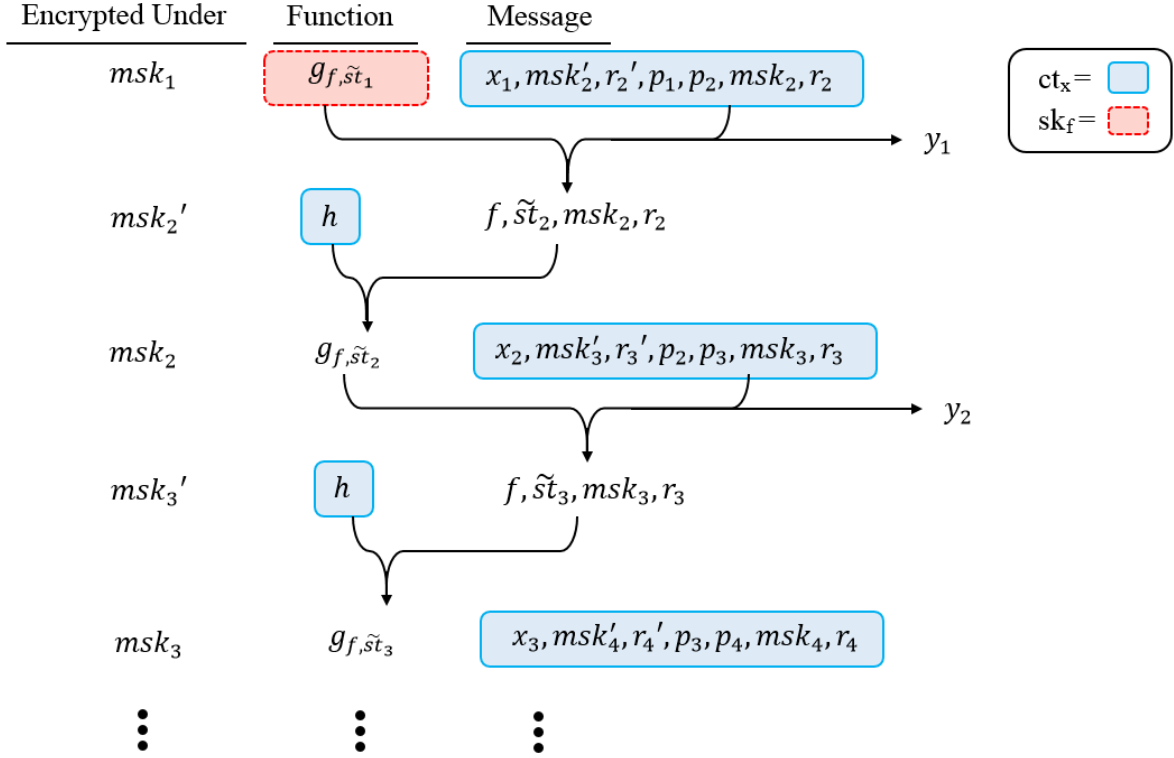 Encrypted Under Function Message
msk₁ g_{f,s̃t₁} x₁, msk₂′, r₂′, p₁, p₂, msk₂, r₂
ctₓ=
sk_f=
y₁
msk₂′ h f, s̃t₂, msk₂, r₂
msk₂ g_{f,s̃t₂} x₂, msk₃′, r₃′, p₂, p₃, msk₃, r₃
y₂
msk₃′ h f, s̃t₃, msk₃, r₃
msk₃ g_{f,s̃t₃} x₃, msk₄′, r₄′, p₃, p₄, msk₄, r₄